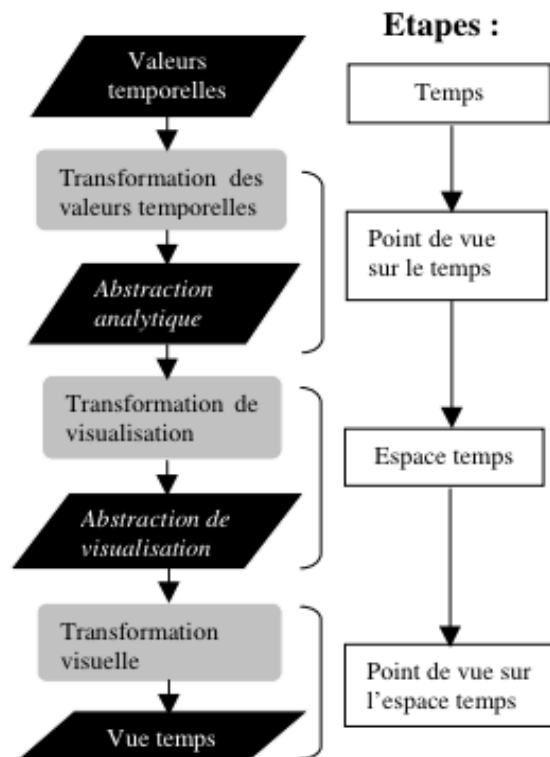 Etapes :
Valeurs
temporelles
Temps
Transformation des
valeurs temporelles
Point de vue
sur le temps
Abstraction
analytique
Transformation de
visualisation
Espace temps
Abstraction de
visualisation
Transformation
visuelle
Point de vue sur
l'espace temps
Vue temps